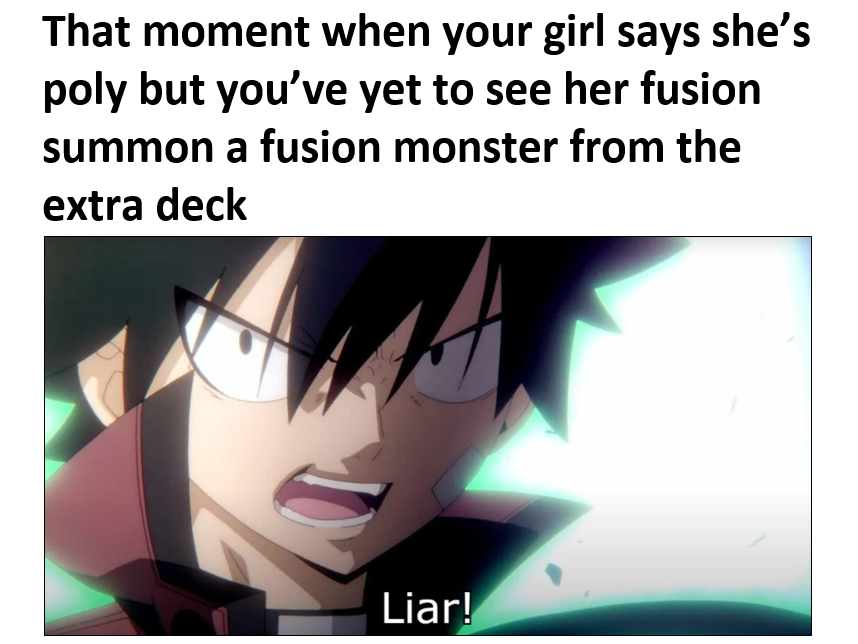 That moment when your girl says she’s
poly but you’ve yet to see her fusion
summon a fusion monster from the
extra deck
Liar!